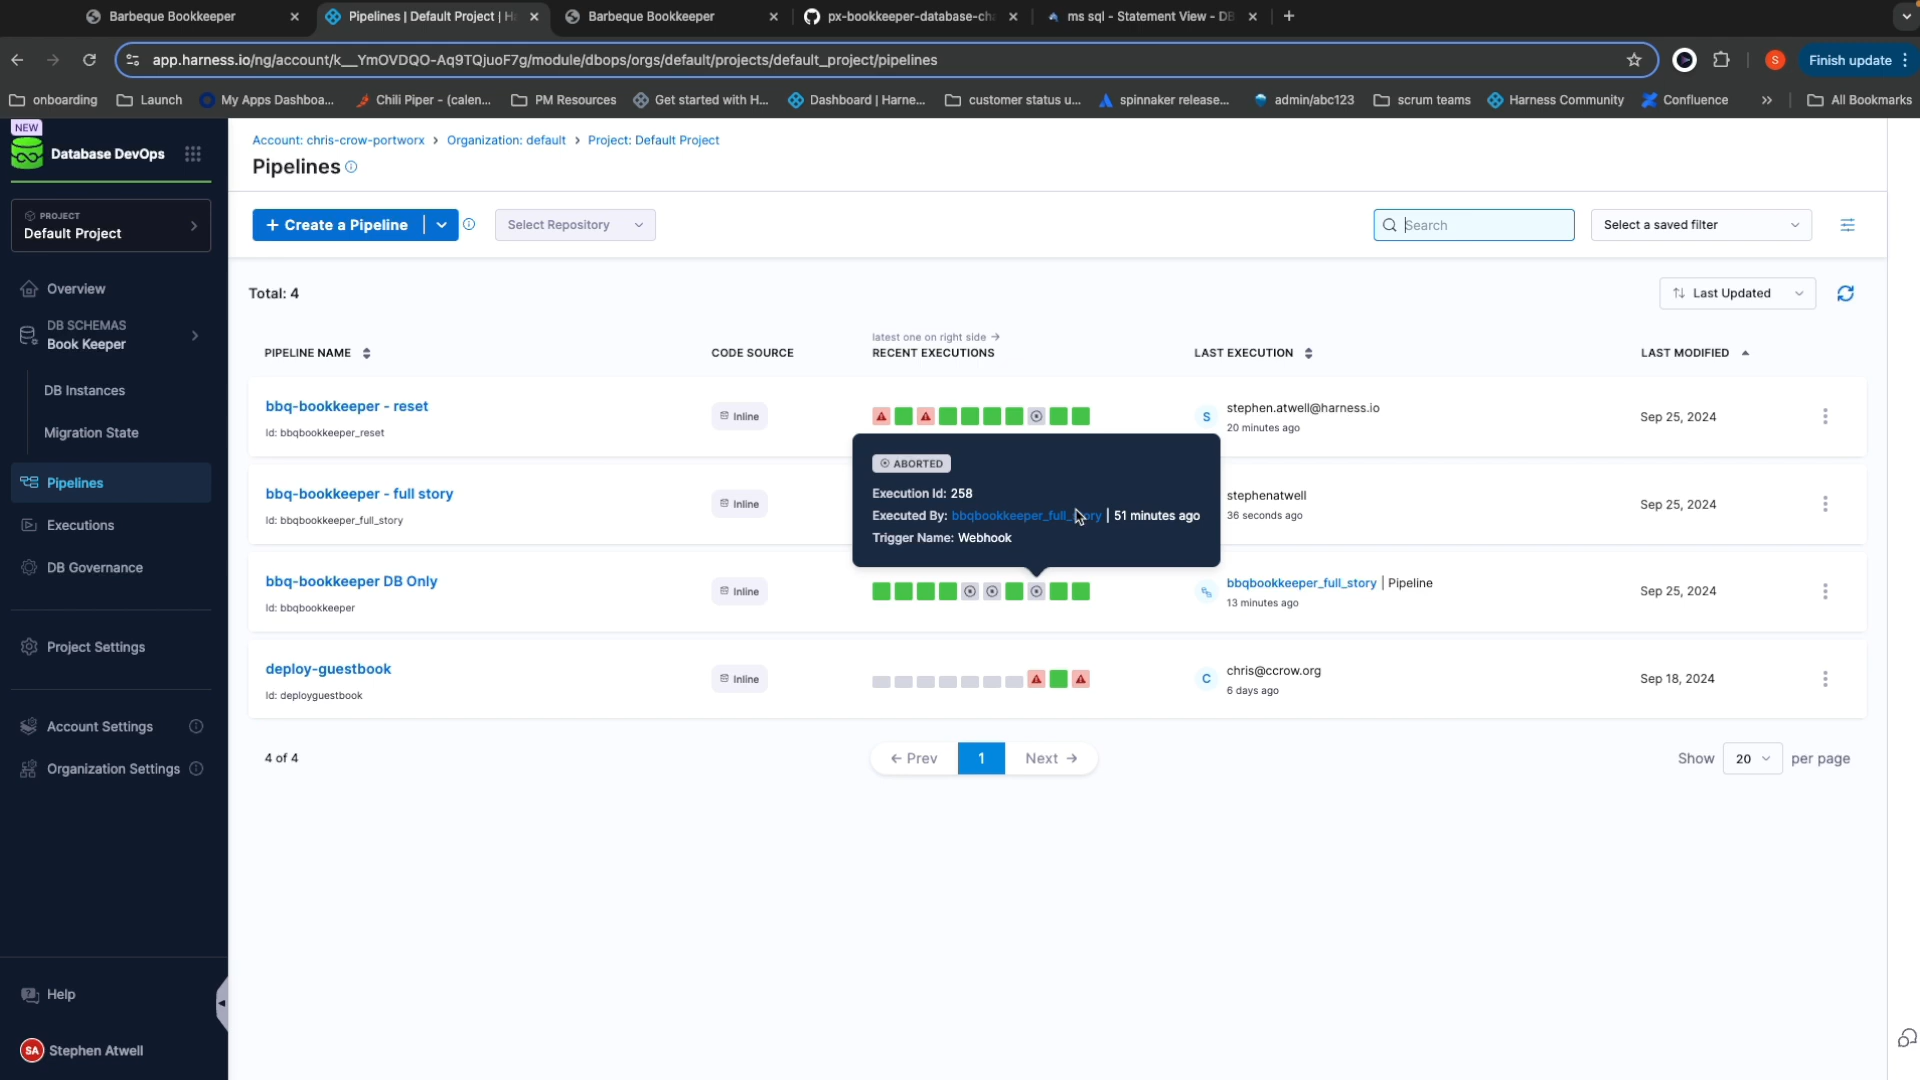 Barbeque Bookkeeper
Pipelines | Default Project | H
Barbeque Bookkeeper
px-bookkeeper-database-ch
ms sql - Statement View - DB
app.harness.io/ng/account/k__YmOVDQO-Aq9TQjuoF7g/module/dbops/orgs/default/projects/default_project/pipelines
S
Finish update
onboarding
Launch
My Apps Dashboa...
Chili Piper - (calen...
PM Resources
Get started with H...
Dashboard | Harne...
customer status u...
spinnaker release...
admin/abc123
scrum teams
Harness Community
Confluence
»
All Bookmarks
NEW
Database DevOps
PROJECT
Default Project
Overview
DB SCHEMAS
Book Keeper
DB Instances
Migration State
Pipelines
Executions
DB Governance
Project Settings
Account Settings
Organization Settings
Help
SA Stephen Atwell
Account: chris-crow-portworx > Organization: default > Project: Default Project
Pipelines
+ Create a Pipeline
Select Repository
Search
Select a saved filter
Total: 4
Last Updated
PIPELINE NAME
CODE SOURCE
latest one on right side →
RECENT EXECUTIONS
LAST EXECUTION
LAST MODIFIED
bbq-bookkeeper - reset
Id: bbqbookkeeper_reset
Inline
S
stephen.atwell@harness.io
20 minutes ago
Sep 25, 2024
bbq-bookkeeper - full story
Id: bbqbookkeeper_full_story
Inline
stephenatwell
36 seconds ago
Sep 25, 2024
ABORTED
Execution Id: 258
Executed By: bbqbookkeeper_full_story | 51 minutes ago
Trigger Name: Webhook
bbq-bookkeeper DB Only
Id: bbqbookkeeper
Inline
bbqbookkeeper_full_story | Pipeline
13 minutes ago
Sep 25, 2024
deploy-guestbook
Id: deployguestbook
Inline
C
chris@ccrow.org
6 days ago
Sep 18, 2024
4 of 4
← Prev
1
Next →
Show 20 per page